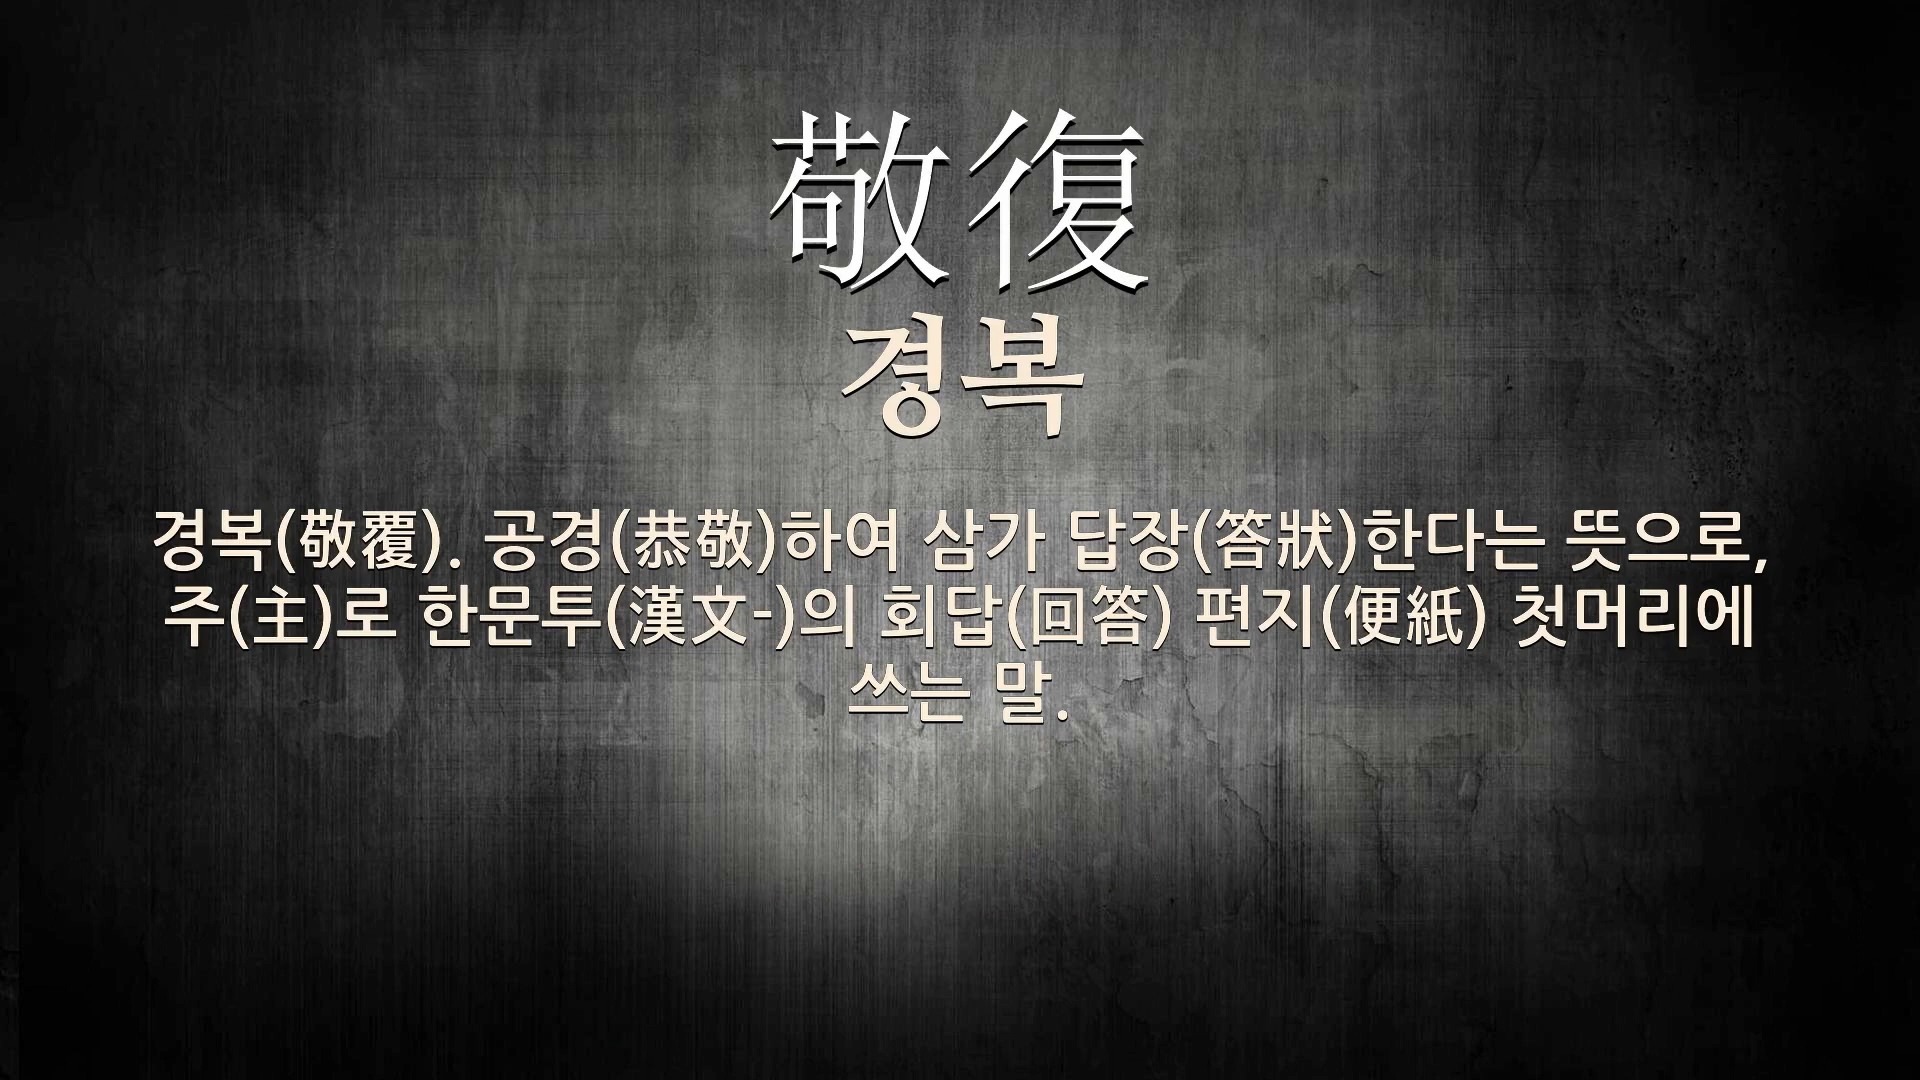 敬復
경복
경복(敬覆). 공경(恭敬)하여 삼가 답장(答狀)한다는 뜻으로,
주(主)로 한문투(漢文-)의 회답(回答) 편지(便紙) 첫머리에
쓰는 말.